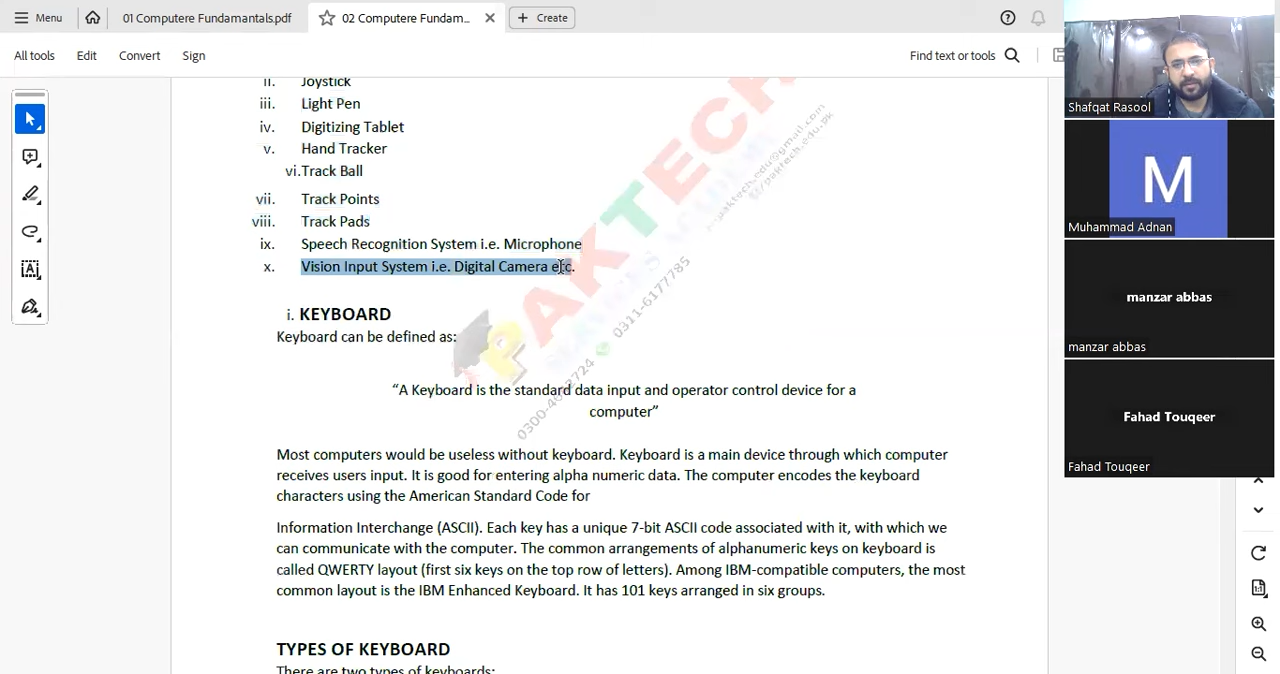 Menu
01 Computere Fundamantals.pdf
02 Computere Fundam...
Create
All tools
Edit
Convert
Sign
Find text or tools
ii. Joystick
iii. Light Pen
iv. Digitizing Tablet
v. Hand Tracker
vi. Track Ball
vii. Track Points
viii. Track Pads
ix. Speech Recognition System i.e. Microphone
x. Vision Input System i.e. Digital Camera etc.
i. KEYBOARD
Keyboard can be defined as:
“A Keyboard is the standard data input and operator control device for a
computer”
Most computers would be useless without keyboard. Keyboard is a main device through which computer
receives users input. It is good for entering alpha numeric data. The computer encodes the keyboard
characters using the American Standard Code for
Information Interchange (ASCII). Each key has a unique 7-bit ASCII code associated with it, with which we
can communicate with the computer. The common arrangements of alphanumeric keys on keyboard is
called QWERTY layout (first six keys on the top row of letters). Among IBM-compatible computers, the most
common layout is the IBM Enhanced Keyboard. It has 101 keys arranged in six groups.
TYPES OF KEYBOARD
There are two types of keyboards:
PAKTECH
0311-6177785
Shafqat Rasool
M
Muhammad Adnan
manzar abbas
manzar abbas
Fahad Touqeer
Fahad Touqeer